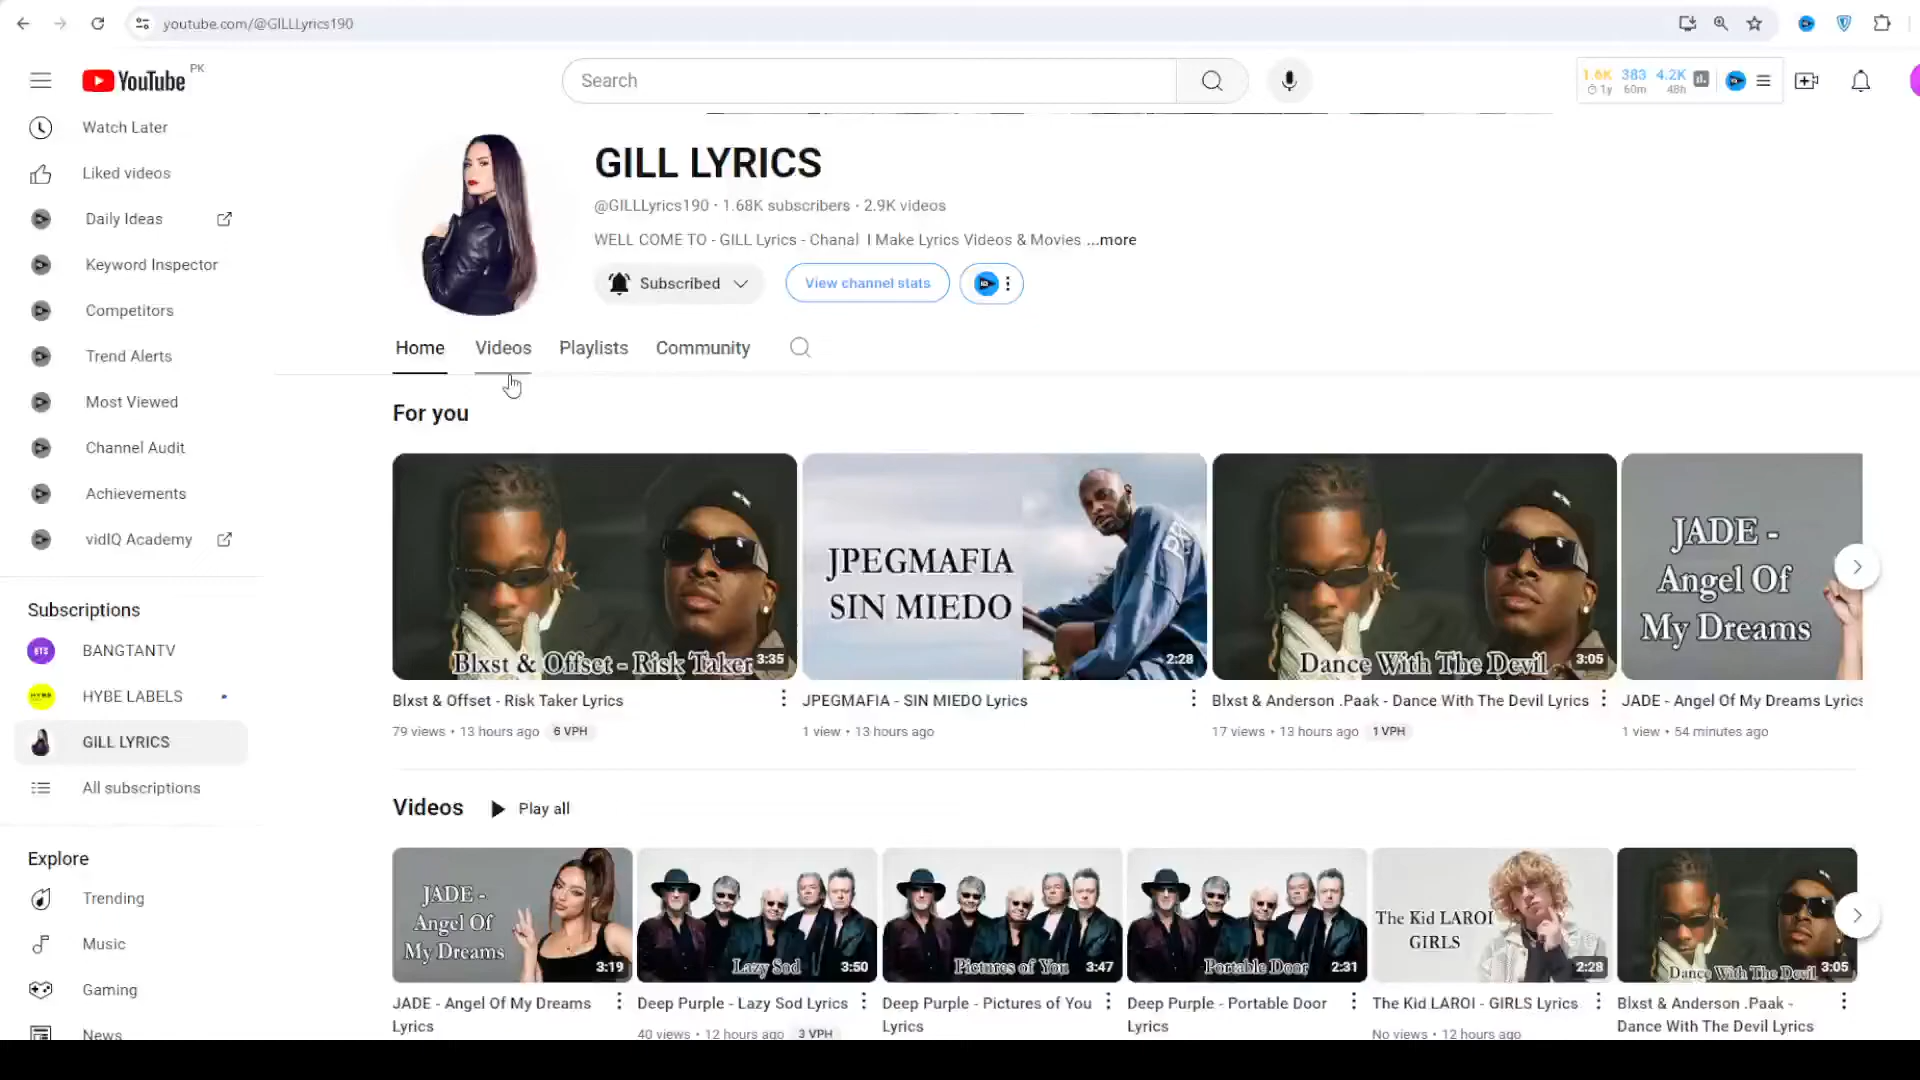 youtube.com/@GILLLyrics190
YouTube PK
Search
1.6K 383 4.2K
1y 60m 48h
Watch Later
Liked videos
Daily Ideas
Keyword Inspector
Competitors
Trend Alerts
Most Viewed
Channel Audit
Achievements
vidIQ Academy
Subscriptions
BTS
BANGTANTV
HYBE LABELS
GILL LYRICS
All subscriptions
Explore
Trending
Music
Gaming
News
GILL LYRICS
@GILLLyrics190 • 1.68K subscribers • 2.9K videos
WELL COME TO - GILL Lyrics - Chanal I Make Lyrics Videos & Movies ...more
Subscribed
View channel stats
Home Videos Playlists Community
For you
Blxst & Offset - Risk Taker 3:35
Blxst & Offset - Risk Taker Lyrics
79 views • 13 hours ago 6 VPH
JPEGMAFIA
SIN MIEDO
2:28
JPEGMAFIA - SIN MIEDO Lyrics
1 view • 13 hours ago
Dance With The Devil 3:05
Blxst & Anderson .Paak - Dance With The Devil Lyrics
17 views • 13 hours ago 1 VPH
JADE -
Angel Of
My Dreams
JADE - Angel Of My Dreams Lyrics
1 view • 54 minutes ago
Videos Play all
JADE -
Angel Of
My Dreams
3:19
JADE - Angel Of My Dreams
Lyrics
Lazy Sod 3:50
Deep Purple - Lazy Sod Lyrics
40 views • 12 hours ago 3 VPH
Pictures of You 3:47
Deep Purple - Pictures of You
Lyrics
Portable Door 2:31
Deep Purple - Portable Door
Lyrics
The Kid LAROI
GIRLS
2:28
The Kid LAROI - GIRLS Lyrics
No views • 12 hours ago
Dance With The Devil 3:05
Blxst & Anderson .Paak -
Dance With The Devil Lyrics